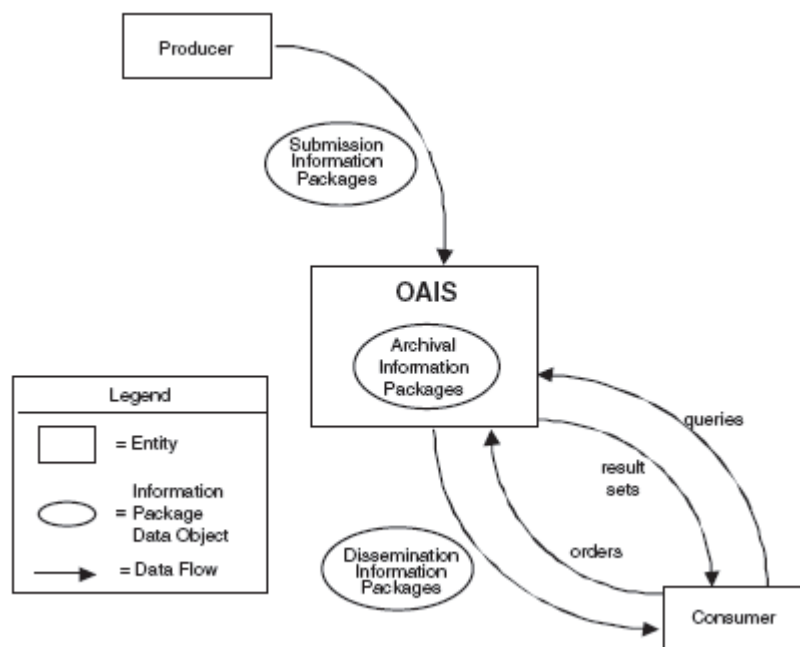 Producer
Submission
Information
Packages
OAIS
Archival
Information
Packages
queries
result
sets
orders
Dissemination
Information
Packages
Consumer
Legend
= Entity
Information
= Package
Data Object
= Data Flow